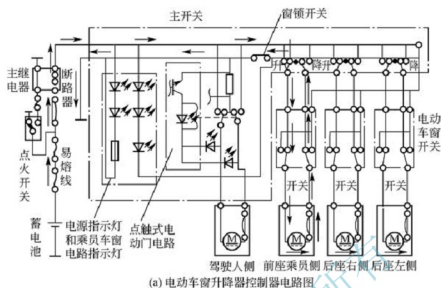 主开关
窗锁开关
主继电器
断路器
升
降升
降
点火开关
易熔线
蓄电池
电动车窗开关
开关
开关
开关
电源指示灯和乘员车窗电路指示灯
点触式电动门电路
M
M
M
M
驾驶人侧
前座乘员侧
后座右侧
后座左侧
(a) 电动车窗升降器控制器电路图